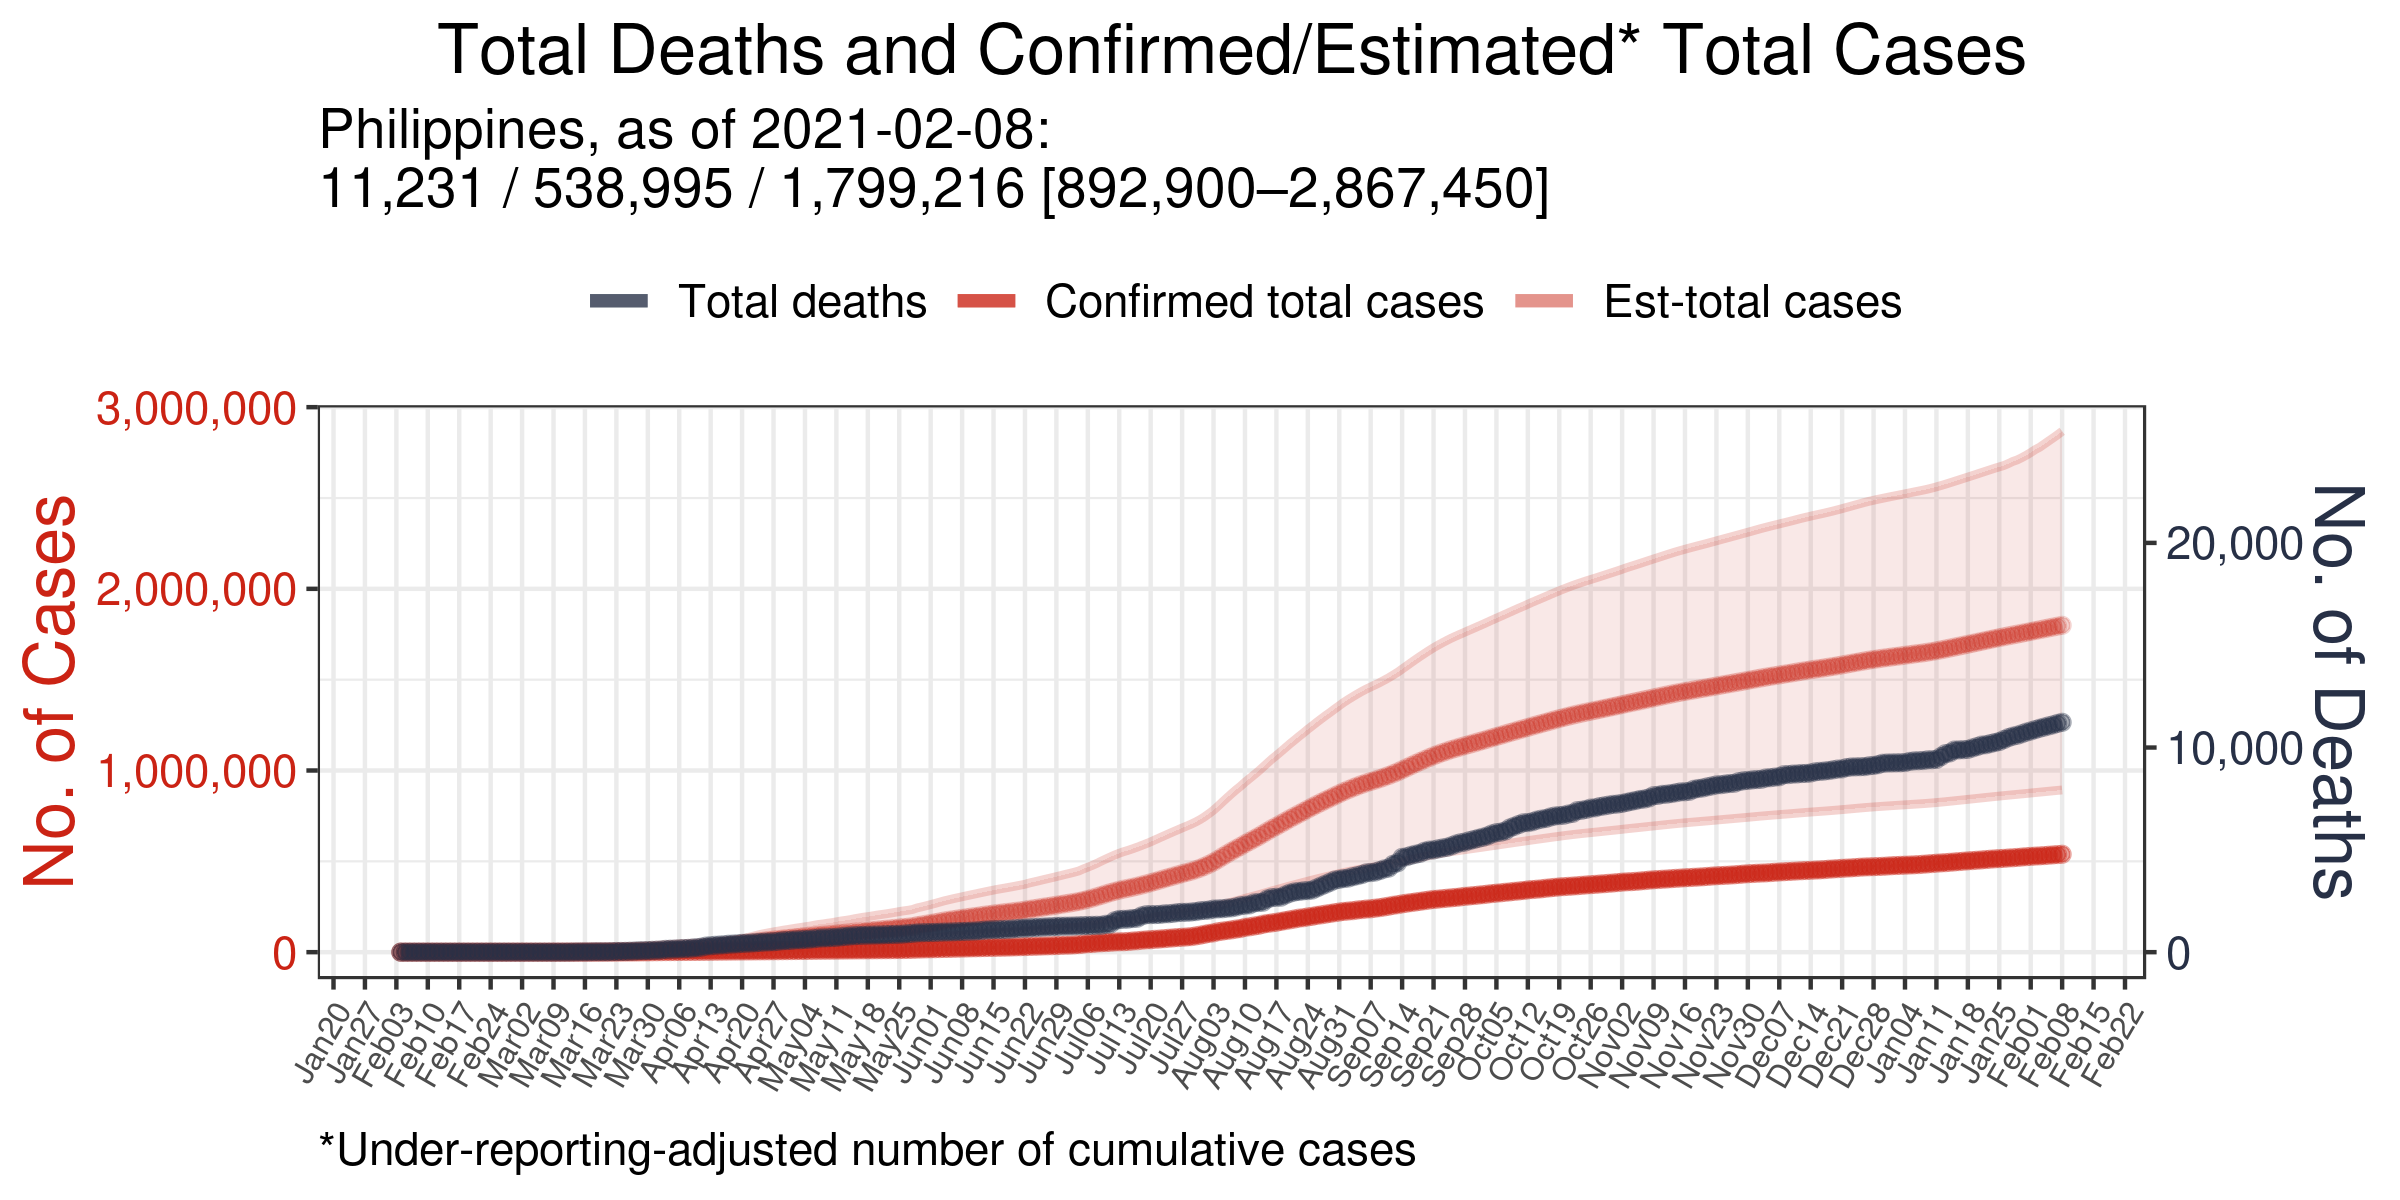 Total Deaths and Confirmed/Estimated* Total Cases
Philippines, as of 2021-02-08:
11,231 / 538,995 / 1,799,216 [892,900–2,867,450]
Total deaths
Confirmed total cases
Est-total cases
No. of Cases
3,000,000
2,000,000
1,000,000
0
20,000
10,000
0
No. of Deaths
Jan20
Jan27
Feb03
Feb10
Feb17
Feb24
Mar02
Mar09
Mar16
Mar23
Mar30
Apr06
Apr13
Apr20
Apr27
May04
May11
May18
May25
Jun01
Jun08
Jun15
Jun22
Jun29
Jul06
Jul13
Jul20
Jul27
Aug03
Aug10
Aug17
Aug24
Aug31
Sep07
Sep14
Sep21
Sep28
Oct05
Oct12
Oct19
Oct26
Nov02
Nov09
Nov16
Nov23
Nov30
Dec07
Dec14
Dec21
Dec28
Jan04
Jan11
Jan18
Jan25
Feb01
Feb08
Feb15
Feb22
*Under-reporting-adjusted number of cumulative cases